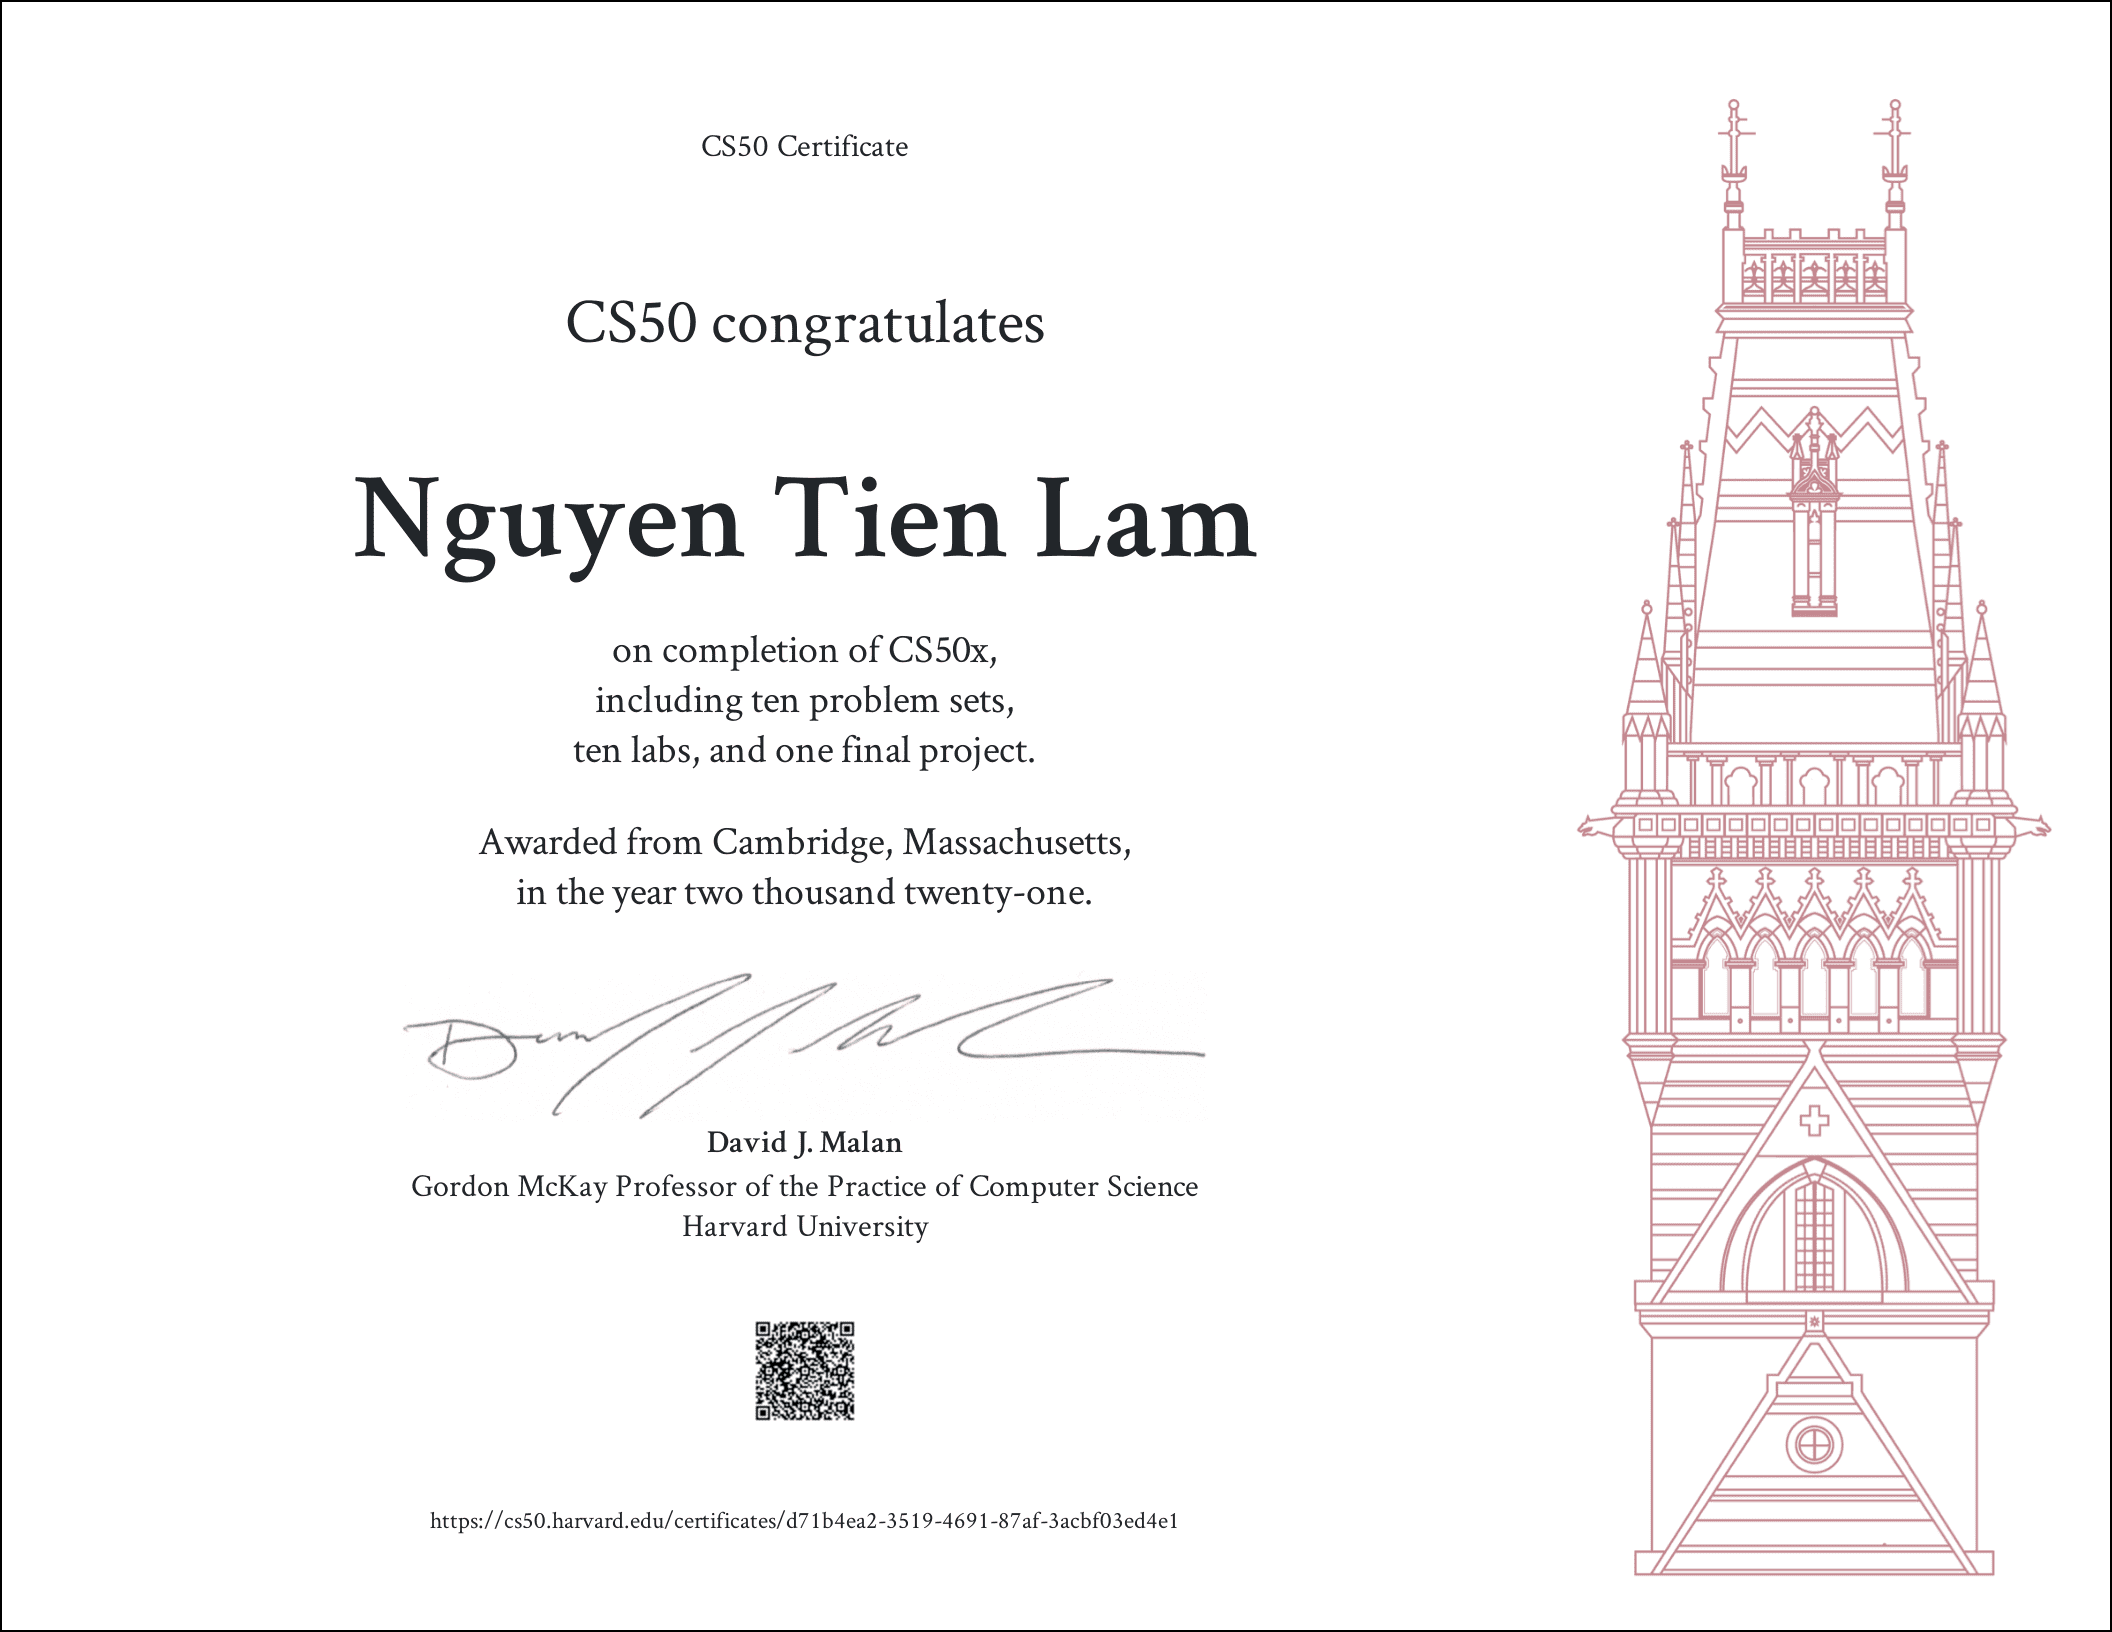 CS50 Certificate
CS50 congratulates
Nguyen Tien Lam
on completion of CS50x,
including ten problem sets,
ten labs, and one final project.
Awarded from Cambridge, Massachusetts,
in the year two thousand twenty-one.
David J. Malan
Gordon McKay Professor of the Practice of Computer Science
Harvard University
https://cs50.harvard.edu/certificates/d71b4ea2-3519-4691-87af-3acbf03ed4e1